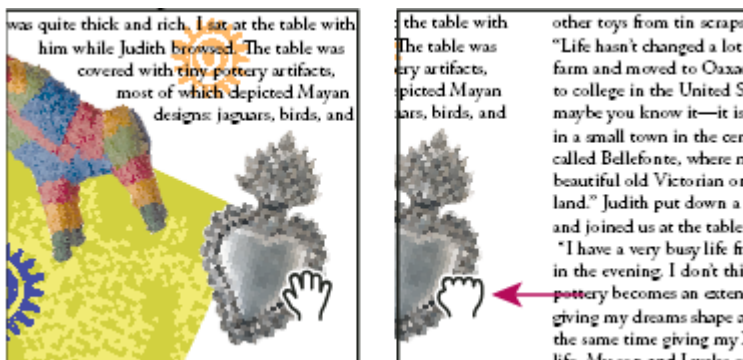 was quite thick and rich. I sat at the table with
him while Judith browsed. The table was
covered with tiny pottery artifacts,
most of which depicted Mayan
designs: jaguars, birds, and
the table with
The table was
ery artifacts,
picted Mayan
ars, birds, and
other toys from tin scraps
“Life hasn’t changed a lot
farm and moved to Oaxa
to college in the United S
maybe you know it—it is
in a small town in the cen
called Bellefonte, where m
beautiful old Victorian on
land.” Judith put down a
and joined us at the table
“I have a very busy life fi
in the evening. I don’t thi
pottery becomes an exten
giving my dreams shape a
the same time giving my